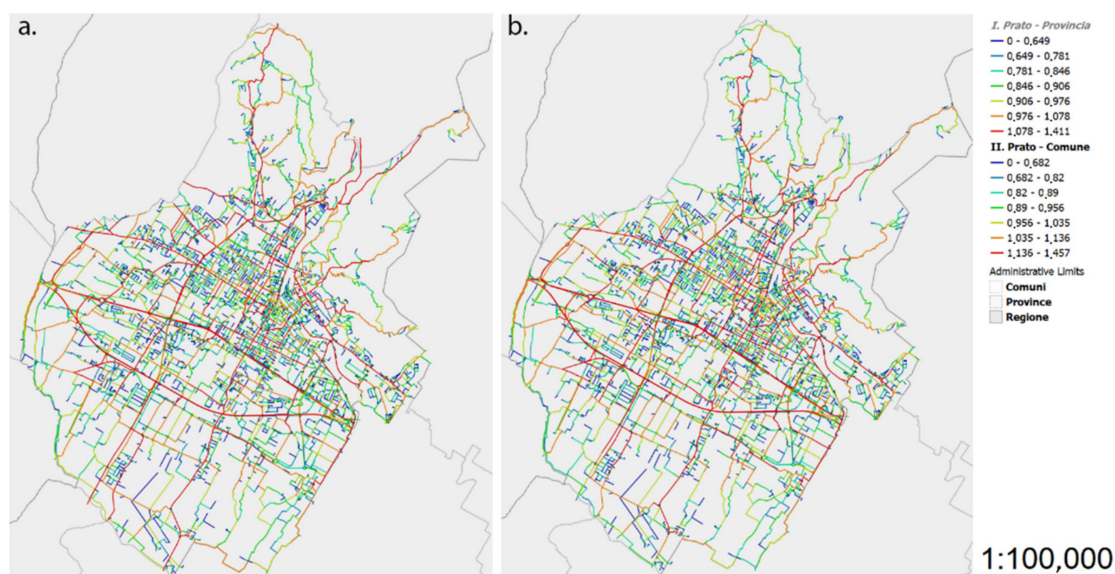 a.
b.
I. Prato - Provincia
0 - 0,649
0,649 - 0,781
0,781 - 0,846
0,846 - 0,906
0,906 - 0,976
0,976 - 1,078
1,078 - 1,411
II. Prato - Comune
0 - 0,682
0,682 - 0,82
0,82 - 0,89
0,89 - 0,956
0,956 - 1,035
1,035 - 1,136
1,136 - 1,457
Administrative Limits
Comuni
Province
Regione
1:100,000